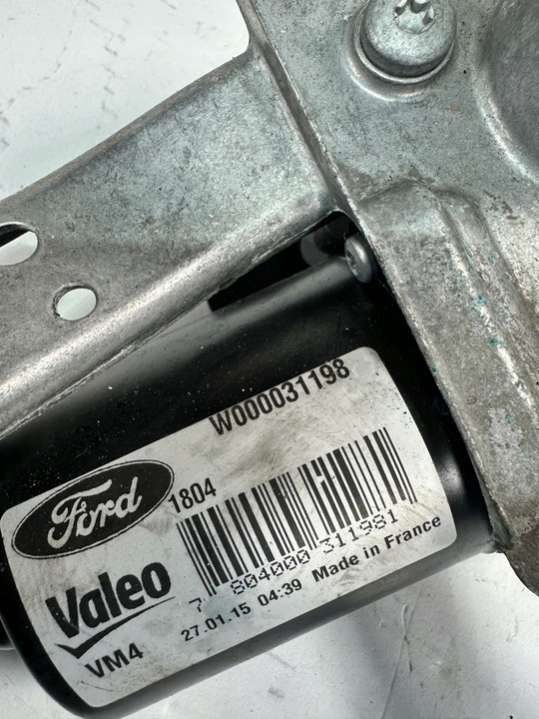 W000031198
Ford
1804
7 804000 311981
Valeo
27.01.15 04:39 Made in France
VM4